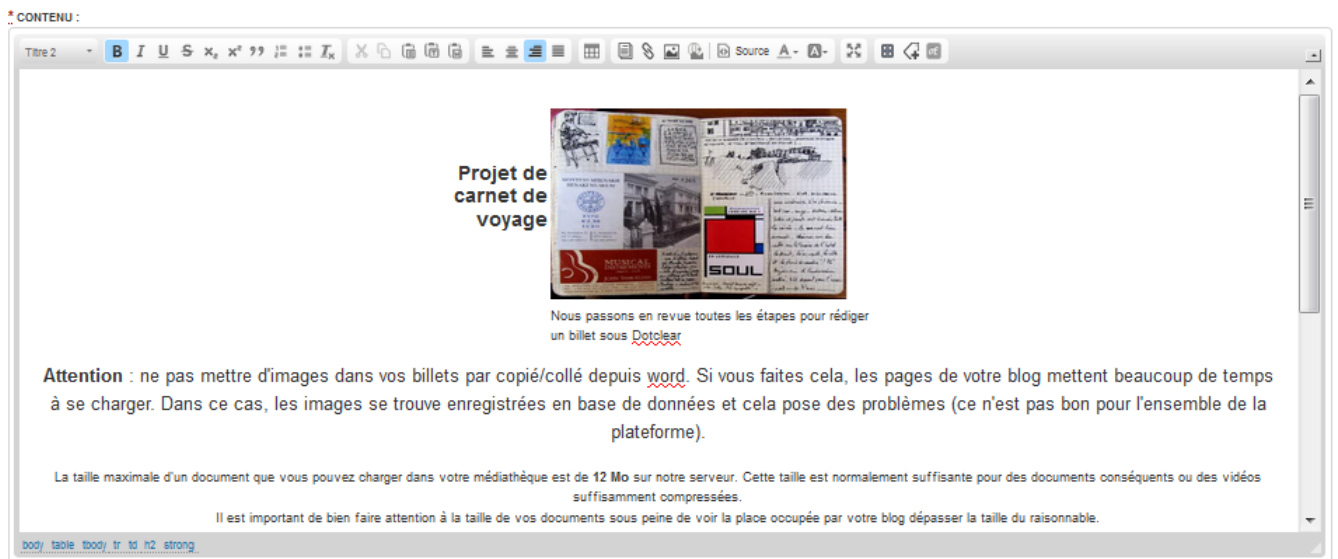 * CONTENU :
Titre 2
B I U S x₂ x² Tx
Source A A
Projet de
carnet de
voyage
MUSICAL
SOUL
Nous passons en revue toutes les étapes pour rédiger
un billet sous Dotclear
Attention : ne pas mettre d'images dans vos billets par copié/collé depuis word. Si vous faites cela, les pages de votre blog mettent beaucoup de temps
à se charger. Dans ce cas, les images se trouve enregistrées en base de données et cela pose des problèmes (ce n'est pas bon pour l'ensemble de la
plateforme).
La taille maximale d'un document que vous pouvez charger dans votre médiathèque est de 12 Mo sur notre serveur. Cette taille est normalement suffisante pour des documents conséquents ou des vidéos
suffisamment compressées.
Il est important de bien faire attention à la taille de vos documents sous peine de voir la place occupée par votre blog dépasser la taille du raisonnable.
body table tbody tr td h2 strong